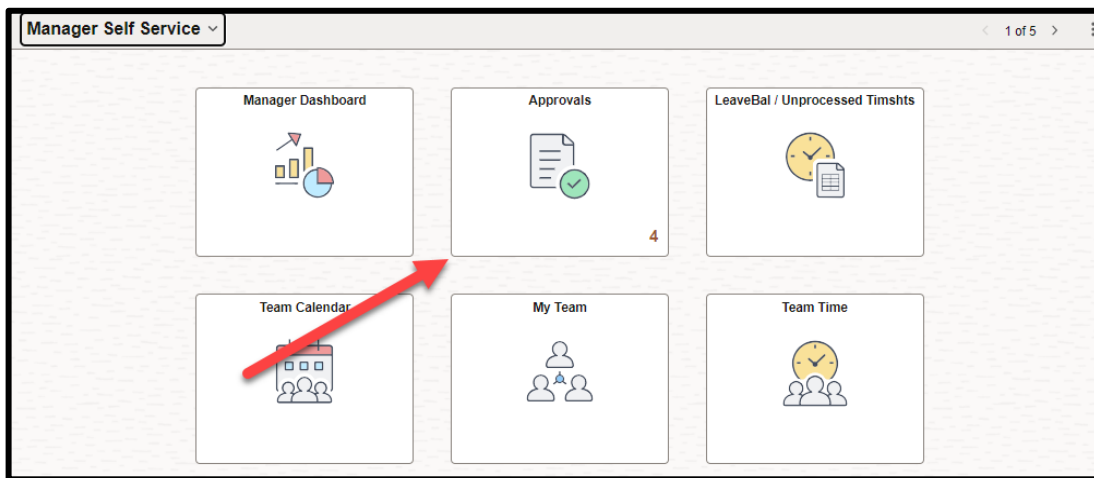 Manager Self Service
1 of 5
Manager Dashboard
Approvals
LeaveBal / Unprocessed Timshts
4
Team Calendar
My Team
Team Time